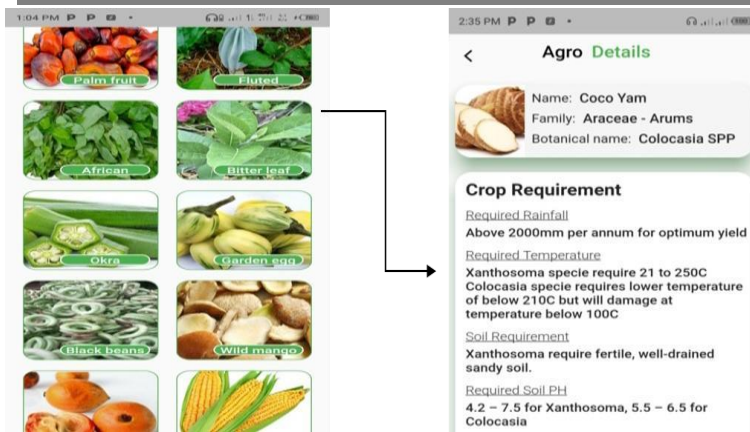 1:04 PM P P
Palm fruit
Fluted
African
Bitter leaf
Okra
Garden egg
Black beans
Wild mango
2:35 PM P P
Agro Details
Name: Coco Yam
Family: Araceae - Arums
Botanical name: Colocasia SPP
Crop Requirement
Required Rainfall
Above 2000mm per annum for optimum yield
Required Temperature
Xanthosoma specie require 21 to 250C
Colocasia specie requires lower temperature
of below 210C but will damage at
temperature below 100C
Soil Requirement
Xanthosoma require fertile, well-drained
sandy soil.
Required Soil PH
4.2 – 7.5 for Xanthosoma, 5.5 – 6.5 for
Colocasia